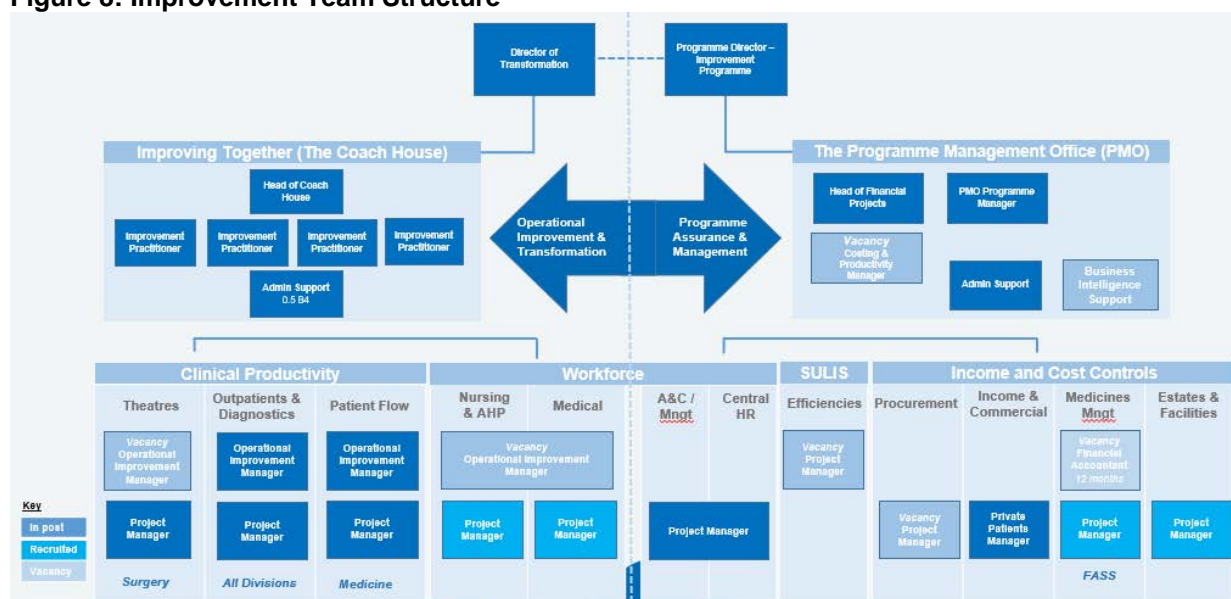 Figure 8: Improvement Team Structure
Director of
Transformation
Programme Director –
Improvement
Programme
Improving Together (The Coach House)
Head of Coach
House
Improvement
Practitioner
Improvement
Practitioner
Improvement
Practitioner
Improvement
Practitioner
Admin Support
0.5 B4
Operational
Improvement &
Transformation
Programme
Assurance &
Management
The Programme Management Office (PMO)
Head of Financial
Projects
PMO Programme
Manager
Vacancy
Costing &
Productivity
Manager
Admin Support
Business
Intelligence
Support
Clinical Productivity
Workforce
SULIS
Income and Cost Controls
Theatres
Outpatients &
Diagnostics
Patient Flow
Nursing
& AHP
Medical
A&C /
Mngt
Central
HR
Efficiencies
Procurement
Income &
Commercial
Medicines
Mngt
Estates &
Facilities
Vacancy
Operational
Improvement
Manager
Operational
Improvement
Manager
Operational
Improvement
Manager
Vacancy
Operational Improvement
Manager
Vacancy
Project
Manager
Vacancy
Financial
Accountant
12 months
Key
In post
Recruited
Vacancy
Project
Manager
Project
Manager
Project
Manager
Project
Manager
Project
Manager
Project Manager
Vacancy
Project
Manager
Private
Patients
Manager
Project
Manager
Project
Manager
Surgery
All Divisions
Medicine
FASS